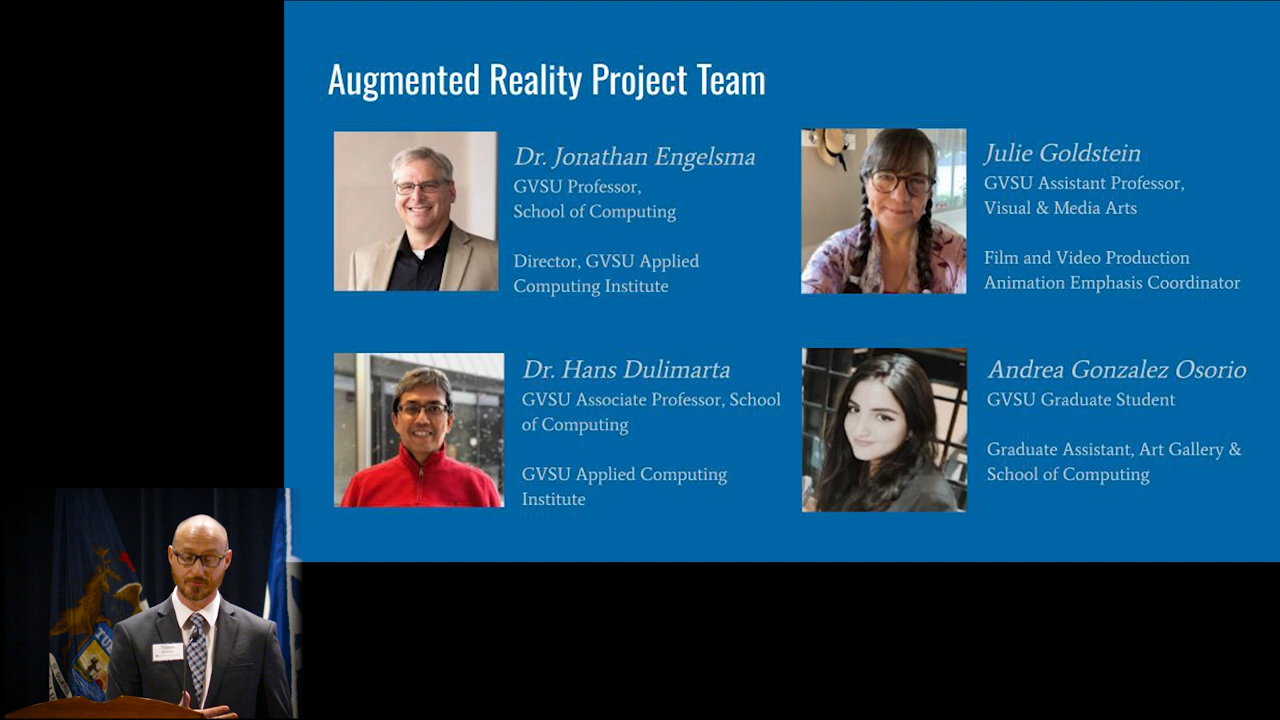 Augmented Reality Project Team
Dr. Jonathan Engelsma
GVSU Professor,
School of Computing
Director, GVSU Applied
Computing Institute
Julie Goldstein
GVSU Assistant Professor,
Visual & Media Arts
Film and Video Production
Animation Emphasis Coordinator
Dr. Hans Dulimarta
GVSU Associate Professor, School
of Computing
GVSU Applied Computing
Institute
Andrea Gonzalez Osorio
GVSU Graduate Student
Graduate Assistant, Art Gallery &
School of Computing